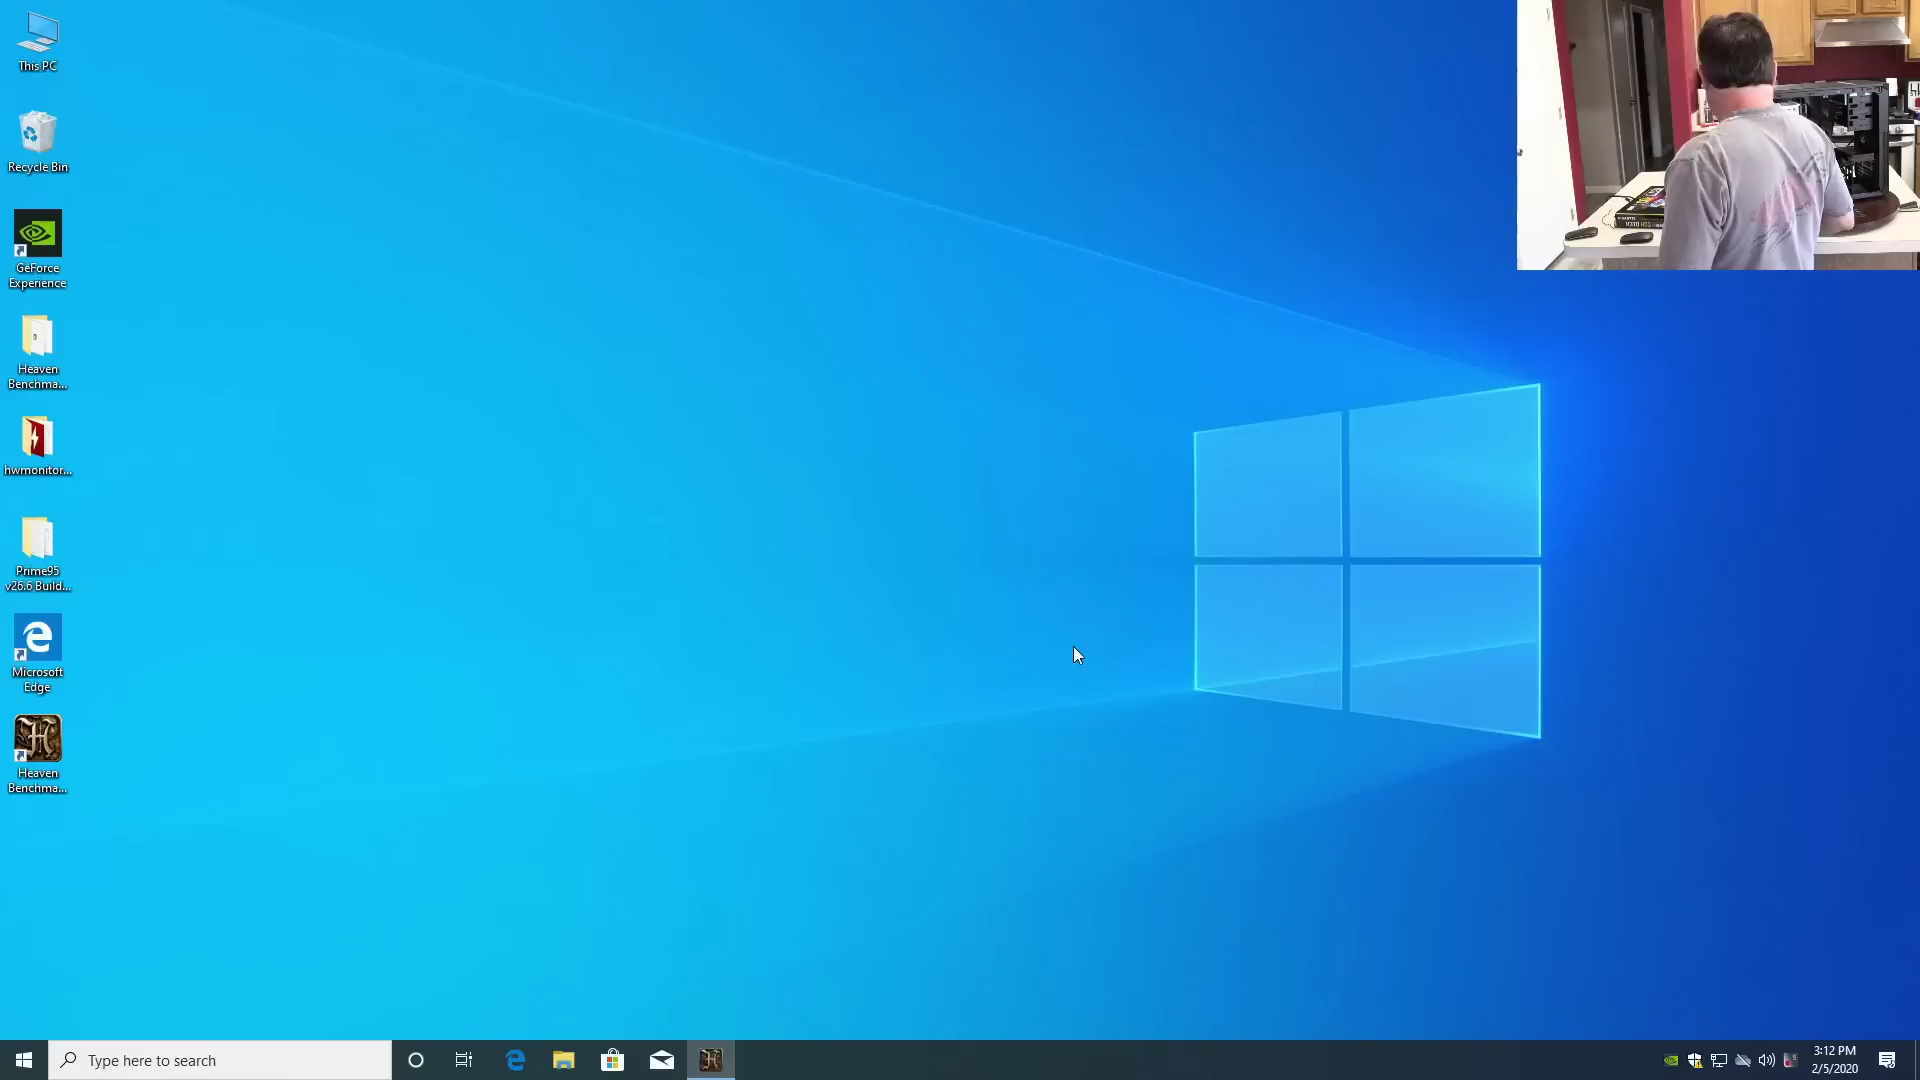 This PC
Recycle Bin
GeForce
Experience
Heaven
Benchma...
hwmonitor...
Prime95
v26.6 Build...
Microsoft
Edge
Heaven
Benchma...
Type here to search
3:12 PM
2/5/2020